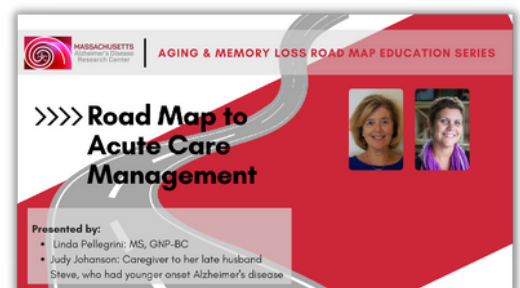 MASSACHUSETTS
Alzheimer's Disease
Research Center
AGING & MEMORY LOSS ROAD MAP EDUCATION SERIES
>>>> Road Map to
Acute Care
Management
Presented by:
• Linda Pellegrini: MS, GNP-BC
• Judy Johanson: Caregiver to her late husband
Steve, who had younger onset Alzheimer's disease